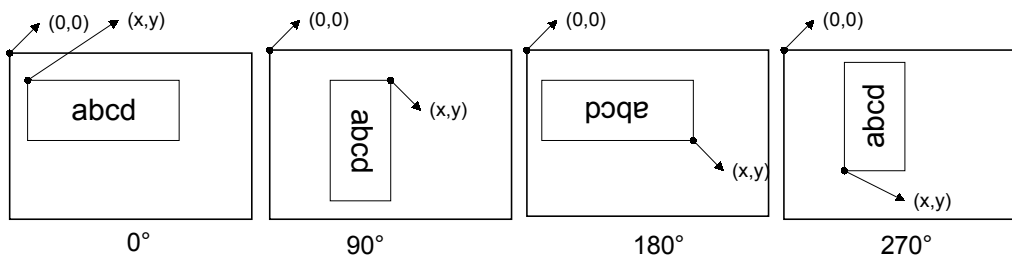 (0,0) (x,y) (0,0) (0,0) (0,0)
abcd abcd abcd abcd
(x,y) (x,y) (x,y)
0° 90° 180° 270°